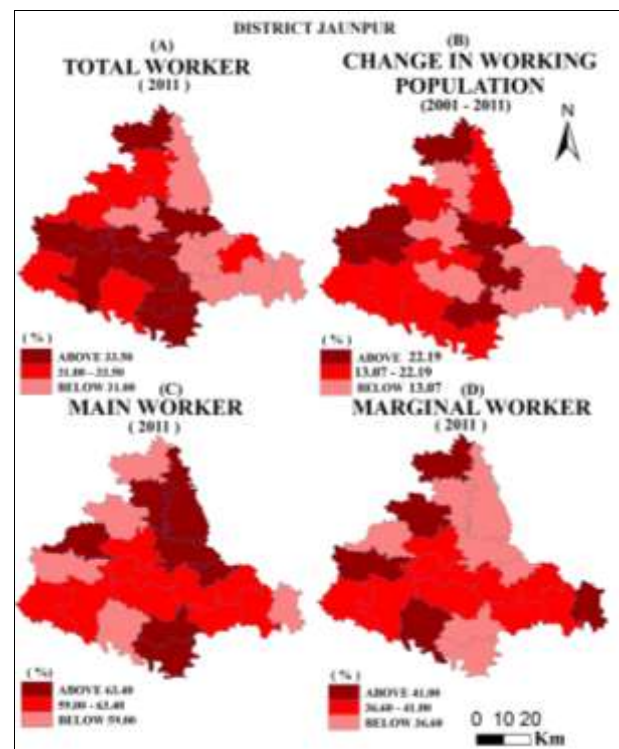 DISTRICT JAUNPUR
(A)
TOTAL WORKER
( 2011 )
(B)
CHANGE IN WORKING
POPULATION
(2001 - 2011)
N
( % )
ABOVE 33.50
31.00 - 33.50
BELOW 31.00
( % )
ABOVE 22.19
13.07 - 22.19
BELOW 13.07
(C)
MAIN WORKER
( 2011 )
(D)
MARGINAL WORKER
( 2011 )
(%)
ABOVE 63.40
59.00 - 63.40
BELOW 59.00
( % )
ABOVE 41.00
36.60 - 41.00
BELOW 36.60
0 10 20
Km